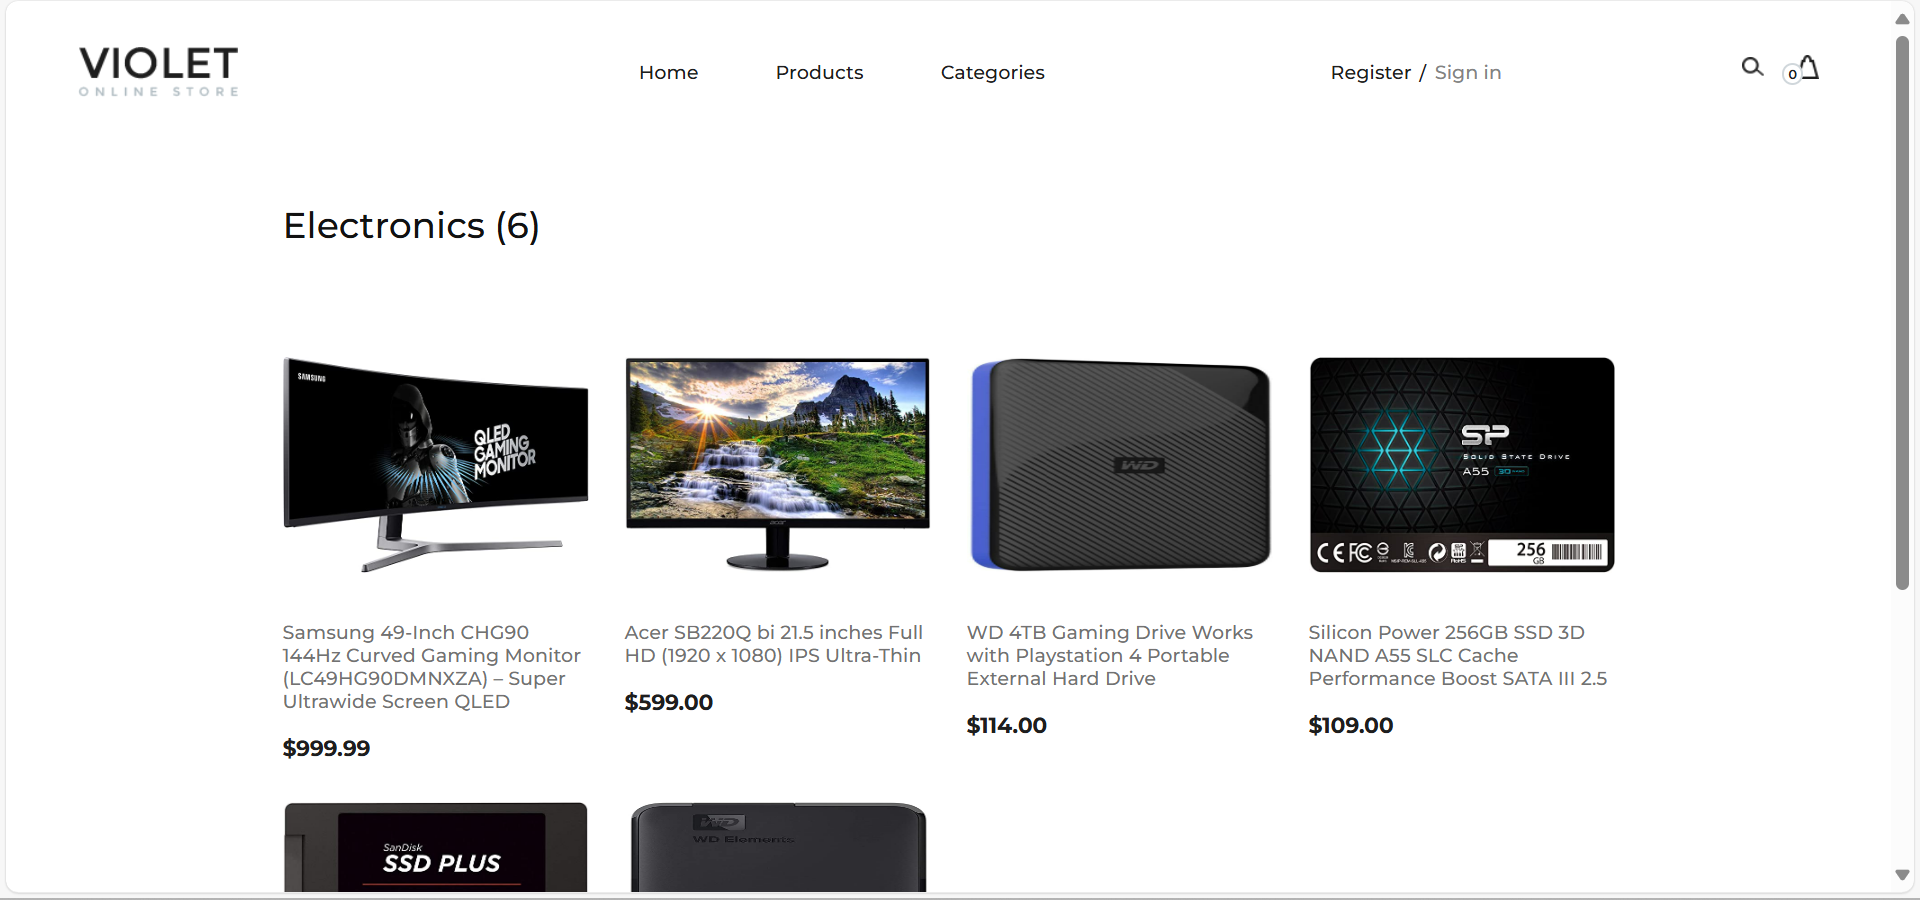 VIOLET
ONLINE STORE
Home
Products
Categories
Register / Sign in
0
Electronics (6)
SAMSUNG
QLED
GAMING
MONITOR
acer
WD
SP
SOLID STATE DRIVE
A55 3D
256
GB
Samsung 49-Inch CHG90
144Hz Curved Gaming Monitor
(LC49HG90DMNXZA) – Super
Ultrawide Screen QLED
$999.99
Acer SB220Q bi 21.5 inches Full
HD (1920 x 1080) IPS Ultra-Thin
$599.00
WD 4TB Gaming Drive Works
with Playstation 4 Portable
External Hard Drive
$114.00
Silicon Power 256GB SSD 3D
NAND A55 SLC Cache
Performance Boost SATA III 2.5
$109.00
SanDisk
SSD PLUS
WD
WD Elements